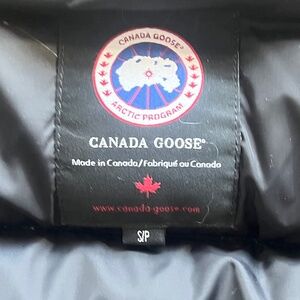 CANADA GOOSE®
ARCTIC PROGRAM
CANADA GOOSE®
Made in Canada/Fabriqué au Canada
www.canada-goose.com
S/P